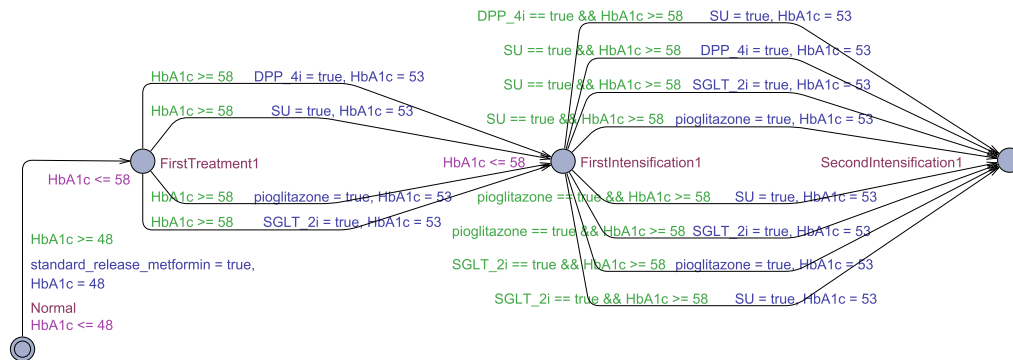 DPP_4i == true && HbA1c >= 58 SU = true, HbA1c = 53
SU == true && HbA1c >= 58 DPP_4i = true, HbA1c = 53
HbA1c >= 58 DPP_4i = true, HbA1c = 53
SU == true && HbA1c >= 58 SGLT_2i = true, HbA1c = 53
HbA1c >= 58 SU = true, HbA1c = 53
SU == true && HbA1c >= 58 pioglitazone = true, HbA1c = 53
FirstTreatment1
HbA1c <= 58
FirstIntensification1
SecondIntensification1
HbA1c <= 58
HbA1c >= 58 pioglitazone = true, HbA1c = 53
pioglitazone == true && HbA1c >= 58 SU = true, HbA1c = 53
HbA1c >= 58 SGLT_2i = true, HbA1c = 53
pioglitazone == true && HbA1c >= 58 SGLT_2i = true, HbA1c = 53
HbA1c >= 48
SGLT_2i == true && HbA1c >= 58 pioglitazone = true, HbA1c = 53
standard_release_metformin = true,
HbA1c = 48
SGLT_2i == true && HbA1c >= 58 SU = true, HbA1c = 53
Normal
HbA1c <= 48